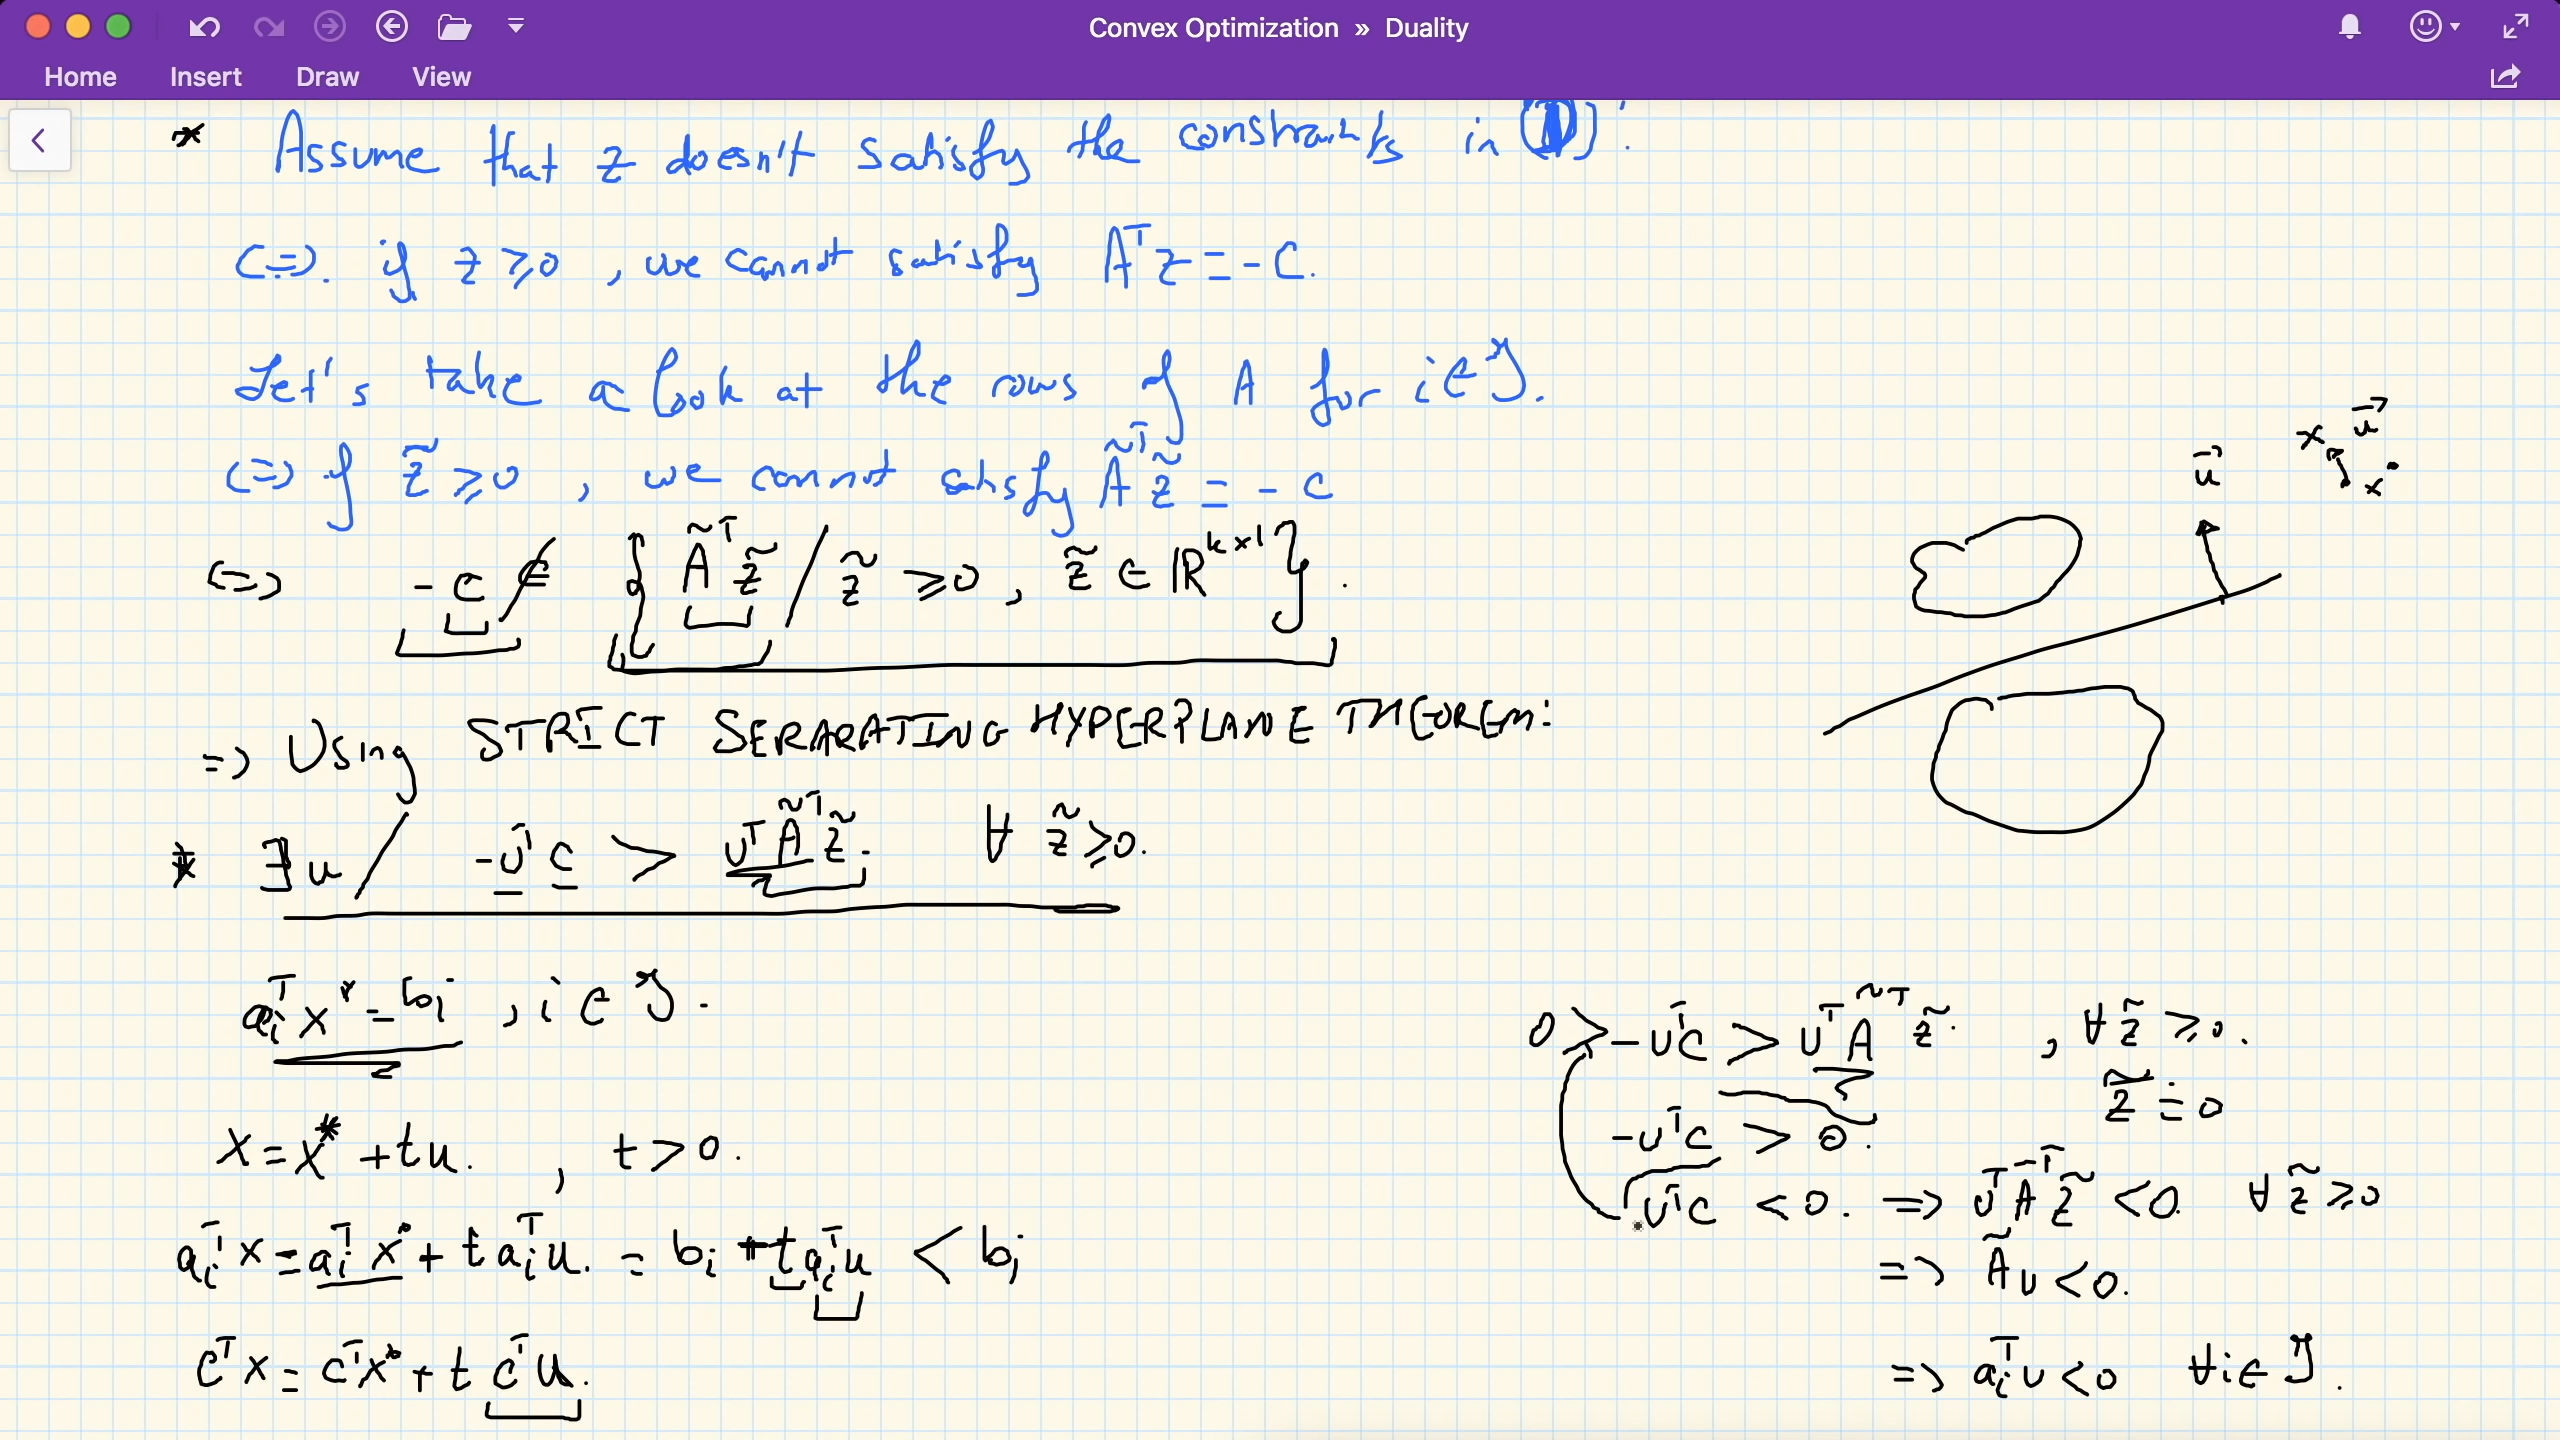 Convex Optimization » Duality
Home Insert Draw View
* Assume that z doesn't satisfy the constraints in (D):
(=). if z ⩾ 0 , we cannot satisfy Aᵀz = -c.
Let's take a look at the rows of A for i ∈ J.
(=) if z̃ ⩾ 0 , we cannot satisfy Ãᵀz̃ = - c
(=) -c ∉ { Ãᵀz̃ / z̃ ⩾ 0 , z̃ ∈ ℝᵏˣ¹ } .
=) Using STRICT SERARATING HYPERPLANE THEOREM:
* ∃u / -uᵀc > uᵀÃᵀz̃. ∀ z̃ ⩾ 0.
aᵢᵀx* = bᵢ , i ∈ J.
x = x* + tu. , t > 0.
aᵢᵀx = aᵢᵀx* + t aᵢᵀu. = bᵢ + t aᵢᵀu < bᵢ
cᵀx = cᵀx* + t cᵀu.
u⃗
x u⃗
x*
0 > -uᵀc > uᵀÃᵀz̃. , ∀ z̃ ⩾ 0.
z̃ = 0
-uᵀc > 0.
uᵀc < 0. => uᵀÃᵀz̃ < 0. ∀ z̃ ⩾ 0
=> Ãu < 0.
=> aᵢᵀu < 0 ∀i ∈ J.